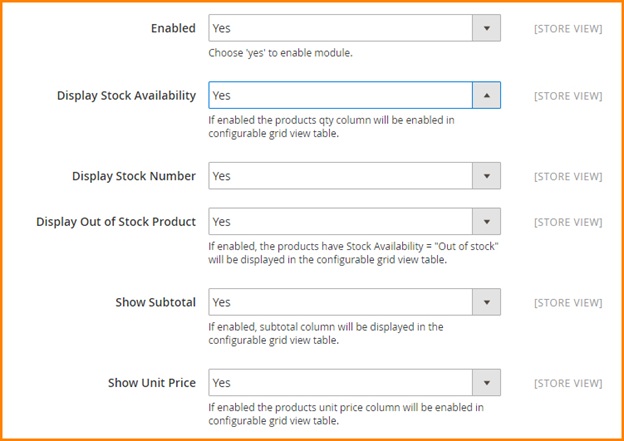 Enabled Yes [STORE VIEW]
Choose 'yes' to enable module.
Display Stock Availability Yes [STORE VIEW]
If enabled the products qty column will be enabled in
configurable grid view table.
Display Stock Number Yes [STORE VIEW]
Display Out of Stock Product Yes [STORE VIEW]
If enabled, the products have Stock Availability = "Out of stock"
will be displayed in the configurable grid view table.
Show Subtotal Yes [STORE VIEW]
If enabled, subtotal column will be displayed in the
configurable grid view table.
Show Unit Price Yes [STORE VIEW]
If enabled the products unit price column will be enabled in
configurable grid view table.